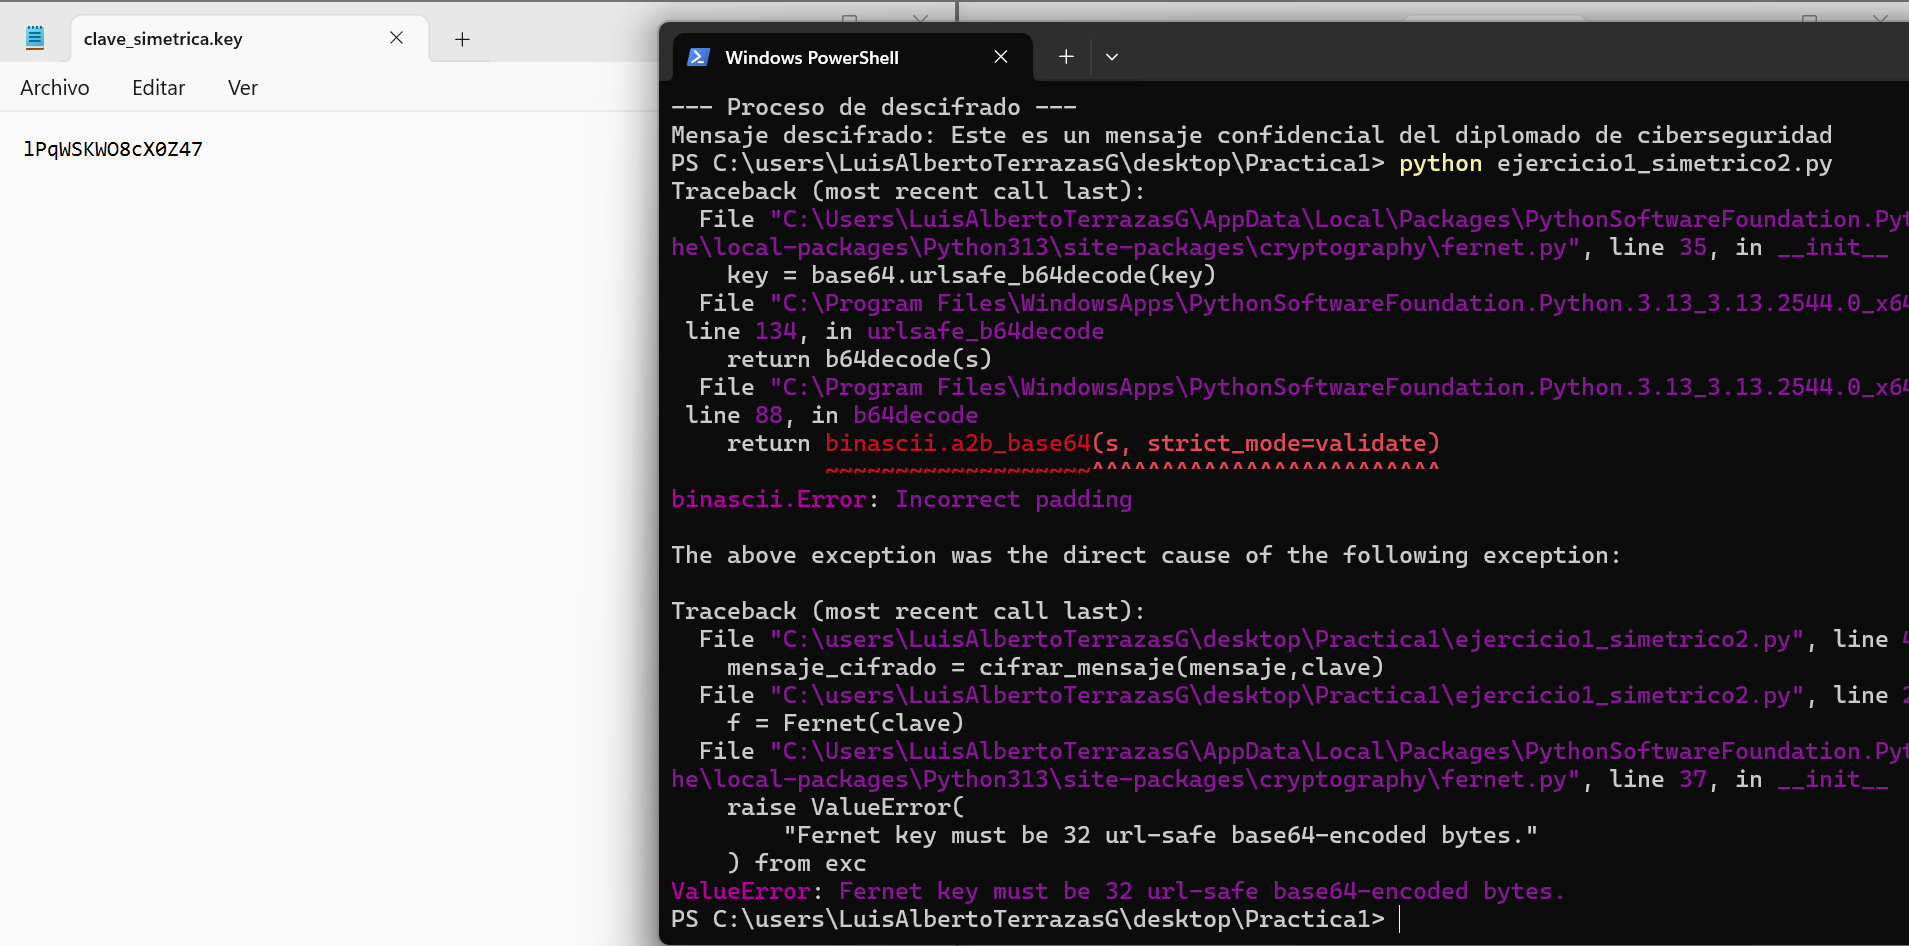 clave_simetrica.key
Archivo Editar Ver
lPqWSKWO8cX0Z47
Windows PowerShell
--- Proceso de descifrado ---
Mensaje descifrado: Este es un mensaje confidencial del diplomado de ciberseguridad
PS C:\users\LuisAlbertoTerrazasG\desktop\Practica1> python ejercicio1_simetrico2.py
Traceback (most recent call last):
  File "C:\Users\LuisAlbertoTerrazasG\AppData\Local\Packages\PythonSoftwareFoundation.Pyt
he\local-packages\Python313\site-packages\cryptography\fernet.py", line 35, in __init__
    key = base64.urlsafe_b64decode(key)
  File "C:\Program Files\WindowsApps\PythonSoftwareFoundation.Python.3.13_3.13.2544.0_x64
 line 134, in urlsafe_b64decode
    return b64decode(s)
  File "C:\Program Files\WindowsApps\PythonSoftwareFoundation.Python.3.13_3.13.2544.0_x64
 line 88, in b64decode
    return binascii.a2b_base64(s, strict_mode=validate)
           ~~~~~~~~~~~~~~~~~~~^^^^^^^^^^^^^^^^^^^^^^^^^
binascii.Error: Incorrect padding
The above exception was the direct cause of the following exception:
Traceback (most recent call last):
  File "C:\users\LuisAlbertoTerrazasG\desktop\Practica1\ejercicio1_simetrico2.py", line 4
    mensaje_cifrado = cifrar_mensaje(mensaje,clave)
  File "C:\users\LuisAlbertoTerrazasG\desktop\Practica1\ejercicio1_simetrico2.py", line 2
    f = Fernet(clave)
  File "C:\Users\LuisAlbertoTerrazasG\AppData\Local\Packages\PythonSoftwareFoundation.Pyt
he\local-packages\Python313\site-packages\cryptography\fernet.py", line 37, in __init__
    raise ValueError(
        "Fernet key must be 32 url-safe base64-encoded bytes."
    ) from exc
ValueError: Fernet key must be 32 url-safe base64-encoded bytes.
PS C:\users\LuisAlbertoTerrazasG\desktop\Practica1>